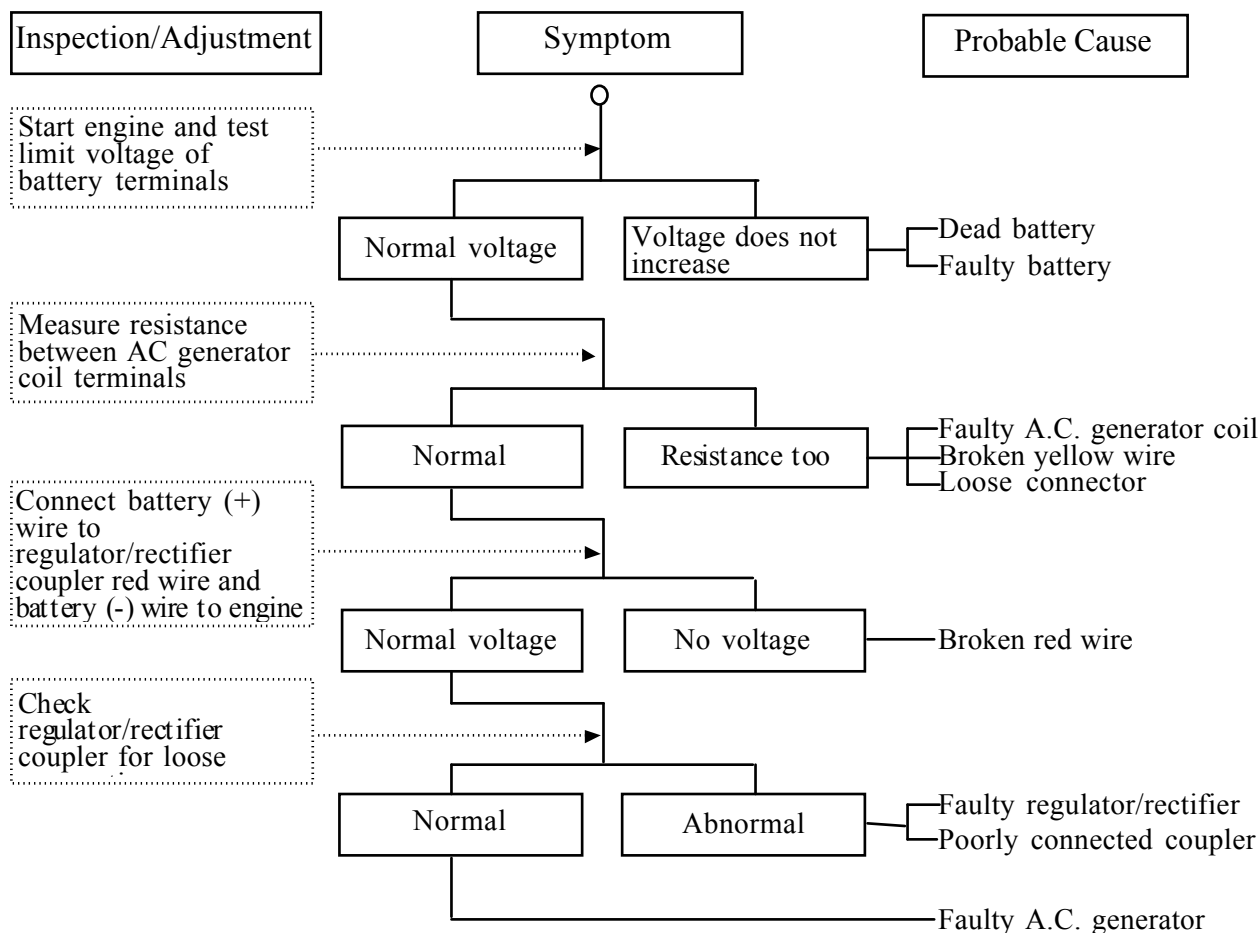 Inspection/Adjustment
Symptom
Probable Cause
Start engine and test
limit voltage of
battery terminals
Normal voltage
Voltage does not
increase
Dead battery
Faulty battery
Measure resistance
between AC generator
coil terminals
Normal
Resistance too
Faulty A.C. generator coil
Broken yellow wire
Loose connector
Connect battery (+)
wire to
regulator/rectifier
coupler red wire and
battery (-) wire to engine
Normal voltage
No voltage
Broken red wire
Check
regulator/rectifier
coupler for loose
Normal
Abnormal
Faulty regulator/rectifier
Poorly connected coupler
Faulty A.C. generator